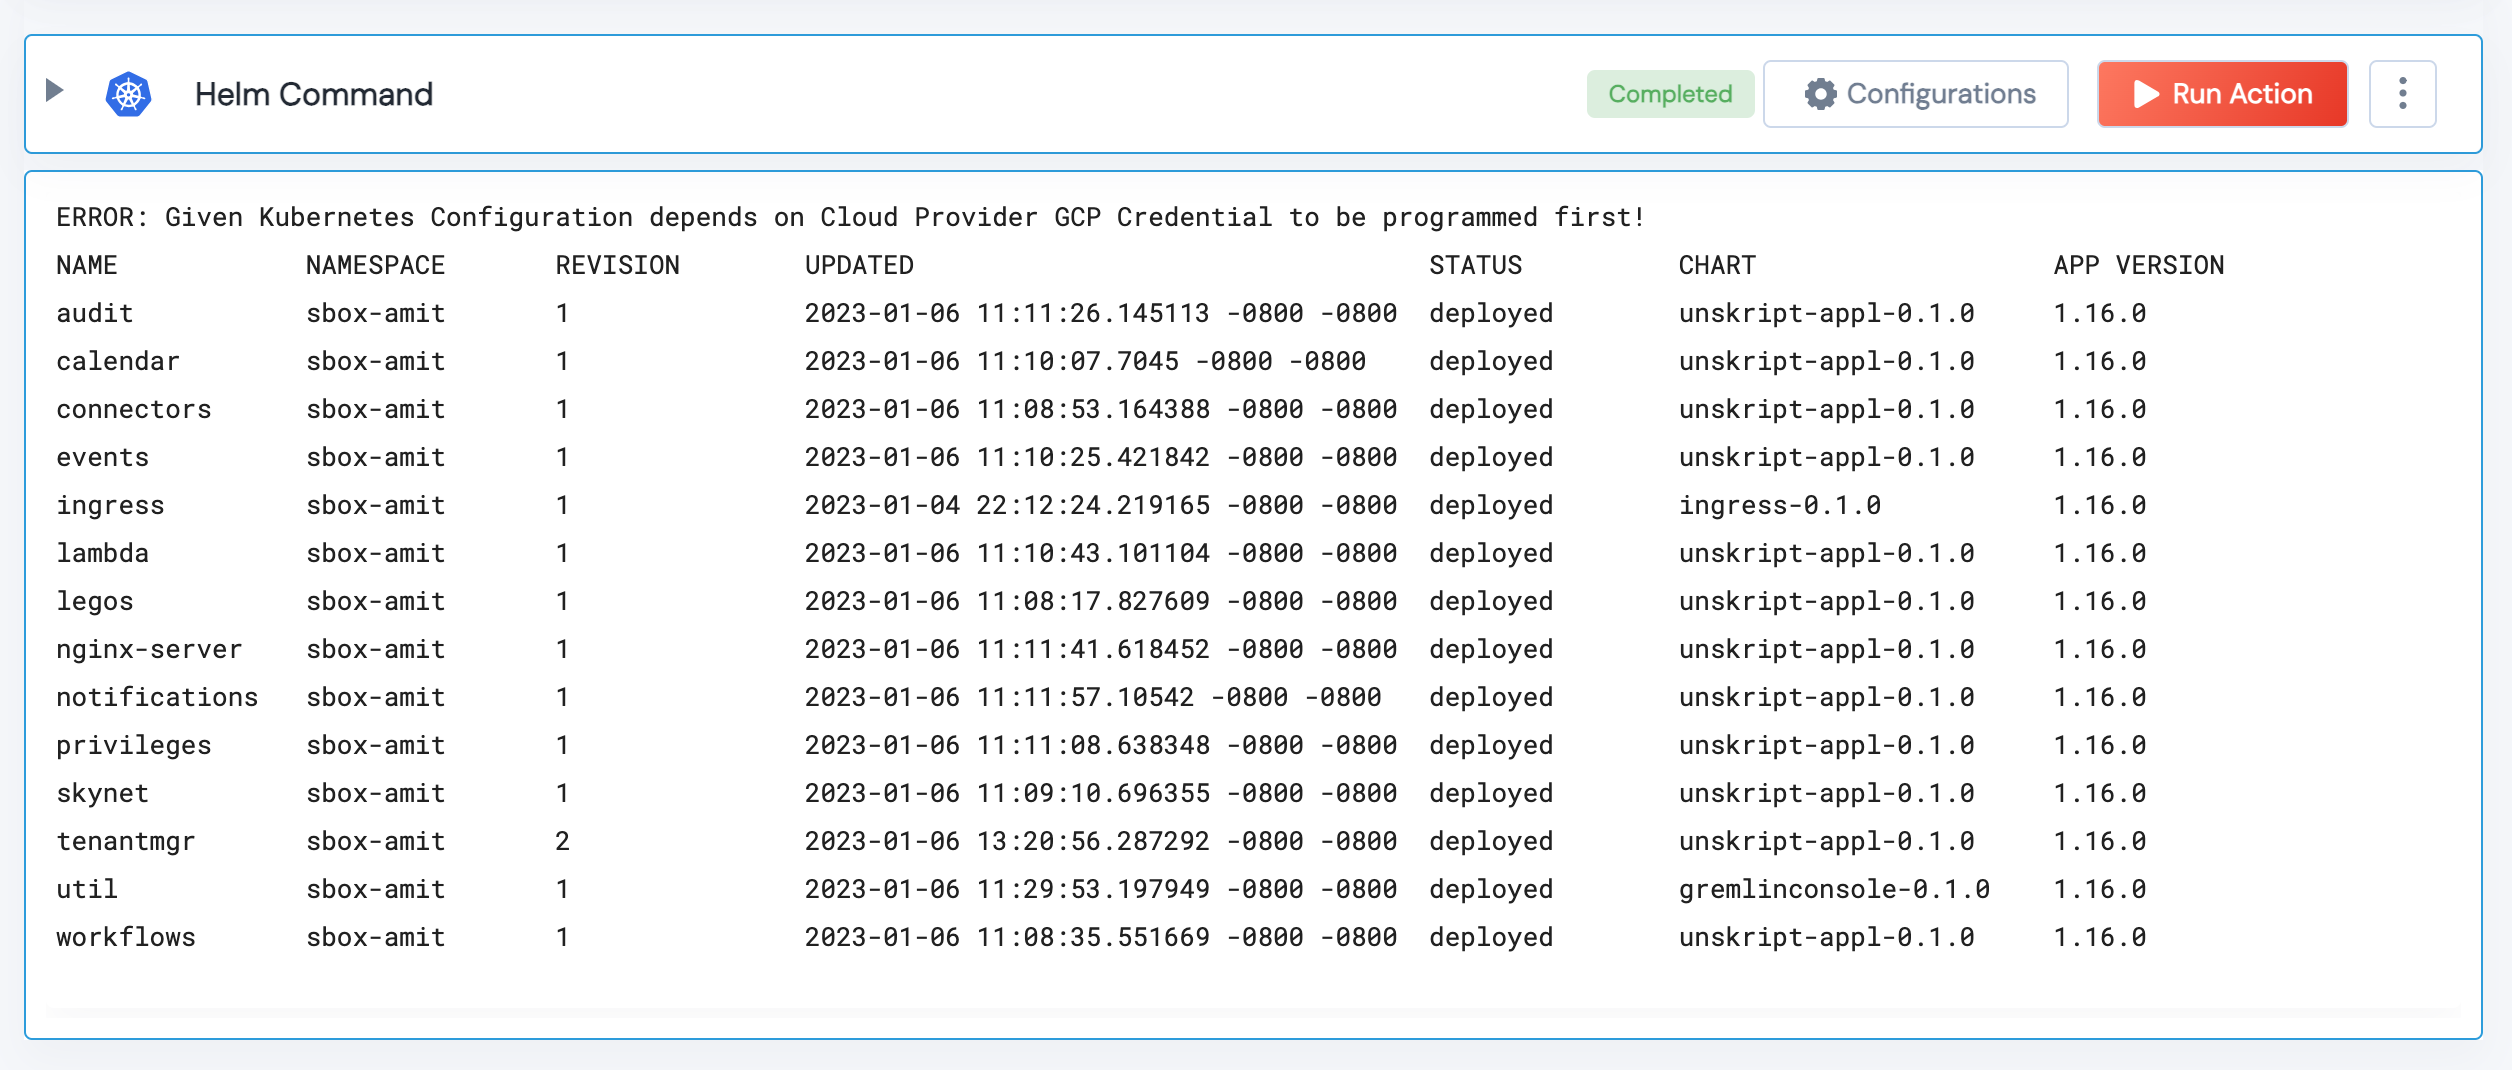 Helm Command Completed Configurations Run Action
ERROR: Given Kubernetes Configuration depends on Cloud Provider GCP Credential to be programmed first!
NAME NAMESPACE REVISION UPDATED STATUS CHART APP VERSION
audit sbox-amit 1 2023-01-06 11:11:26.145113 -0800 -0800 deployed unskript-appl-0.1.0 1.16.0
calendar sbox-amit 1 2023-01-06 11:10:07.7045 -0800 -0800 deployed unskript-appl-0.1.0 1.16.0
connectors sbox-amit 1 2023-01-06 11:08:53.164388 -0800 -0800 deployed unskript-appl-0.1.0 1.16.0
events sbox-amit 1 2023-01-06 11:10:25.421842 -0800 -0800 deployed unskript-appl-0.1.0 1.16.0
ingress sbox-amit 1 2023-01-04 22:12:24.219165 -0800 -0800 deployed ingress-0.1.0 1.16.0
lambda sbox-amit 1 2023-01-06 11:10:43.101104 -0800 -0800 deployed unskript-appl-0.1.0 1.16.0
legos sbox-amit 1 2023-01-06 11:08:17.827609 -0800 -0800 deployed unskript-appl-0.1.0 1.16.0
nginx-server sbox-amit 1 2023-01-06 11:11:41.618452 -0800 -0800 deployed unskript-appl-0.1.0 1.16.0
notifications sbox-amit 1 2023-01-06 11:11:57.10542 -0800 -0800 deployed unskript-appl-0.1.0 1.16.0
privileges sbox-amit 1 2023-01-06 11:11:08.638348 -0800 -0800 deployed unskript-appl-0.1.0 1.16.0
skynet sbox-amit 1 2023-01-06 11:09:10.696355 -0800 -0800 deployed unskript-appl-0.1.0 1.16.0
tenantmgr sbox-amit 2 2023-01-06 13:20:56.287292 -0800 -0800 deployed unskript-appl-0.1.0 1.16.0
util sbox-amit 1 2023-01-06 11:29:53.197949 -0800 -0800 deployed gremlinconsole-0.1.0 1.16.0
workflows sbox-amit 1 2023-01-06 11:08:35.551669 -0800 -0800 deployed unskript-appl-0.1.0 1.16.0